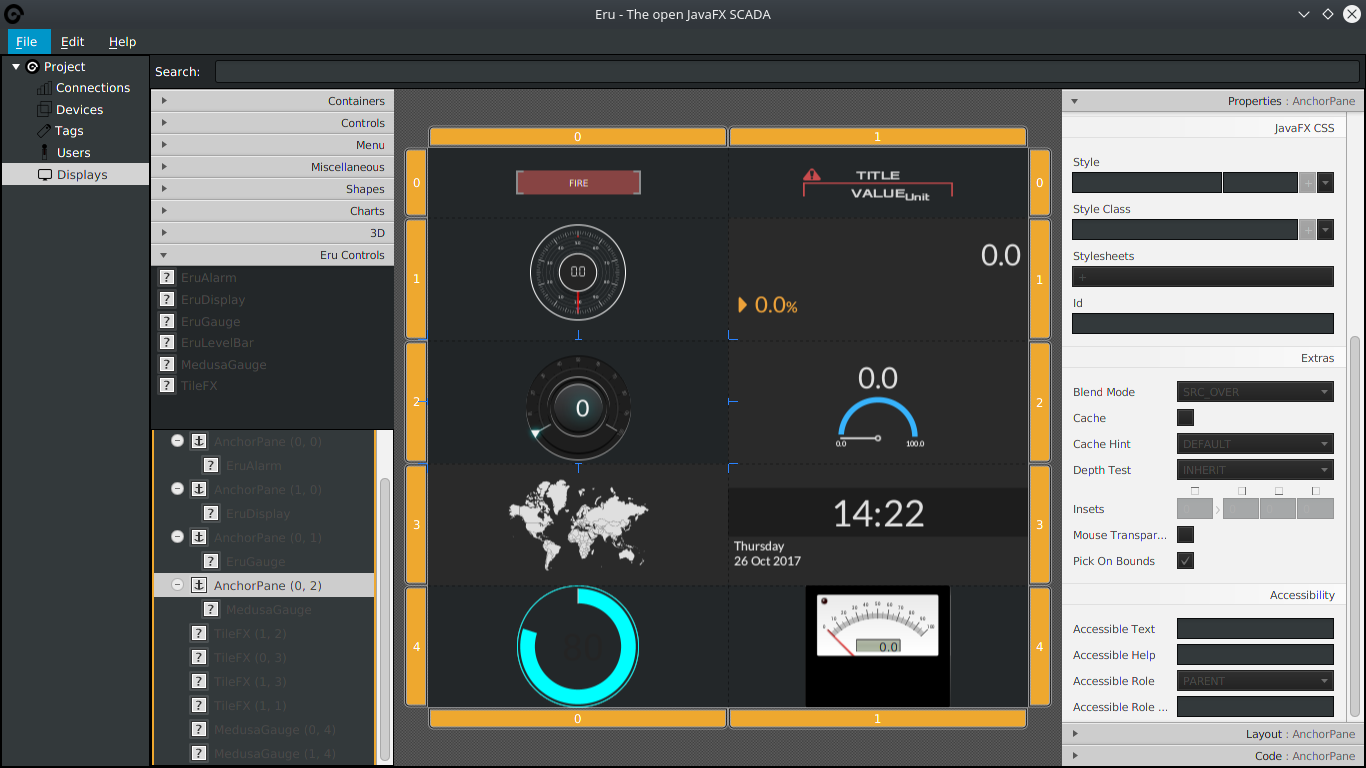 Eru - The open JavaFX SCADA
File Edit Help
Project
Connections
Devices
Tags
Users
Displays
Search:
Containers
Controls
Menu
Miscellaneous
Shapes
Charts
3D
Eru Controls
? EruAlarm
? EruDisplay
? EruGauge
? EruLevelBar
? MedusaGauge
? TileFX
AnchorPane (0, 0)
? EruAlarm
AnchorPane (1, 0)
? EruDisplay
AnchorPane (0, 1)
? EruGauge
AnchorPane (0, 2)
? MedusaGauge
? TileFX (1, 2)
? TileFX (0, 3)
? TileFX (1, 3)
? TileFX (1, 1)
? MedusaGauge (0, 4)
? MedusaGauge (1, 4)
0 1
0 FIRE TITLE 0
VALUE Unit
1 0.0 0.0 1
0.0%
2 0 0.0 2
0.0 100.0
3 14:22 3
Thursday
26 Oct 2017
4 0.0 4
0 1
Properties : AnchorPane
JavaFX CSS
Style
+
Style Class
+
Stylesheets
+
Id
Extras
Blend Mode SRC_OVER
Cache
Cache Hint DEFAULT
Depth Test INHERIT
Insets
Mouse Transpar...
Pick On Bounds
Accessibility
Accessible Text
Accessible Help
Accessible Role PARENT
Accessible Role ...
Layout : AnchorPane
Code : AnchorPane